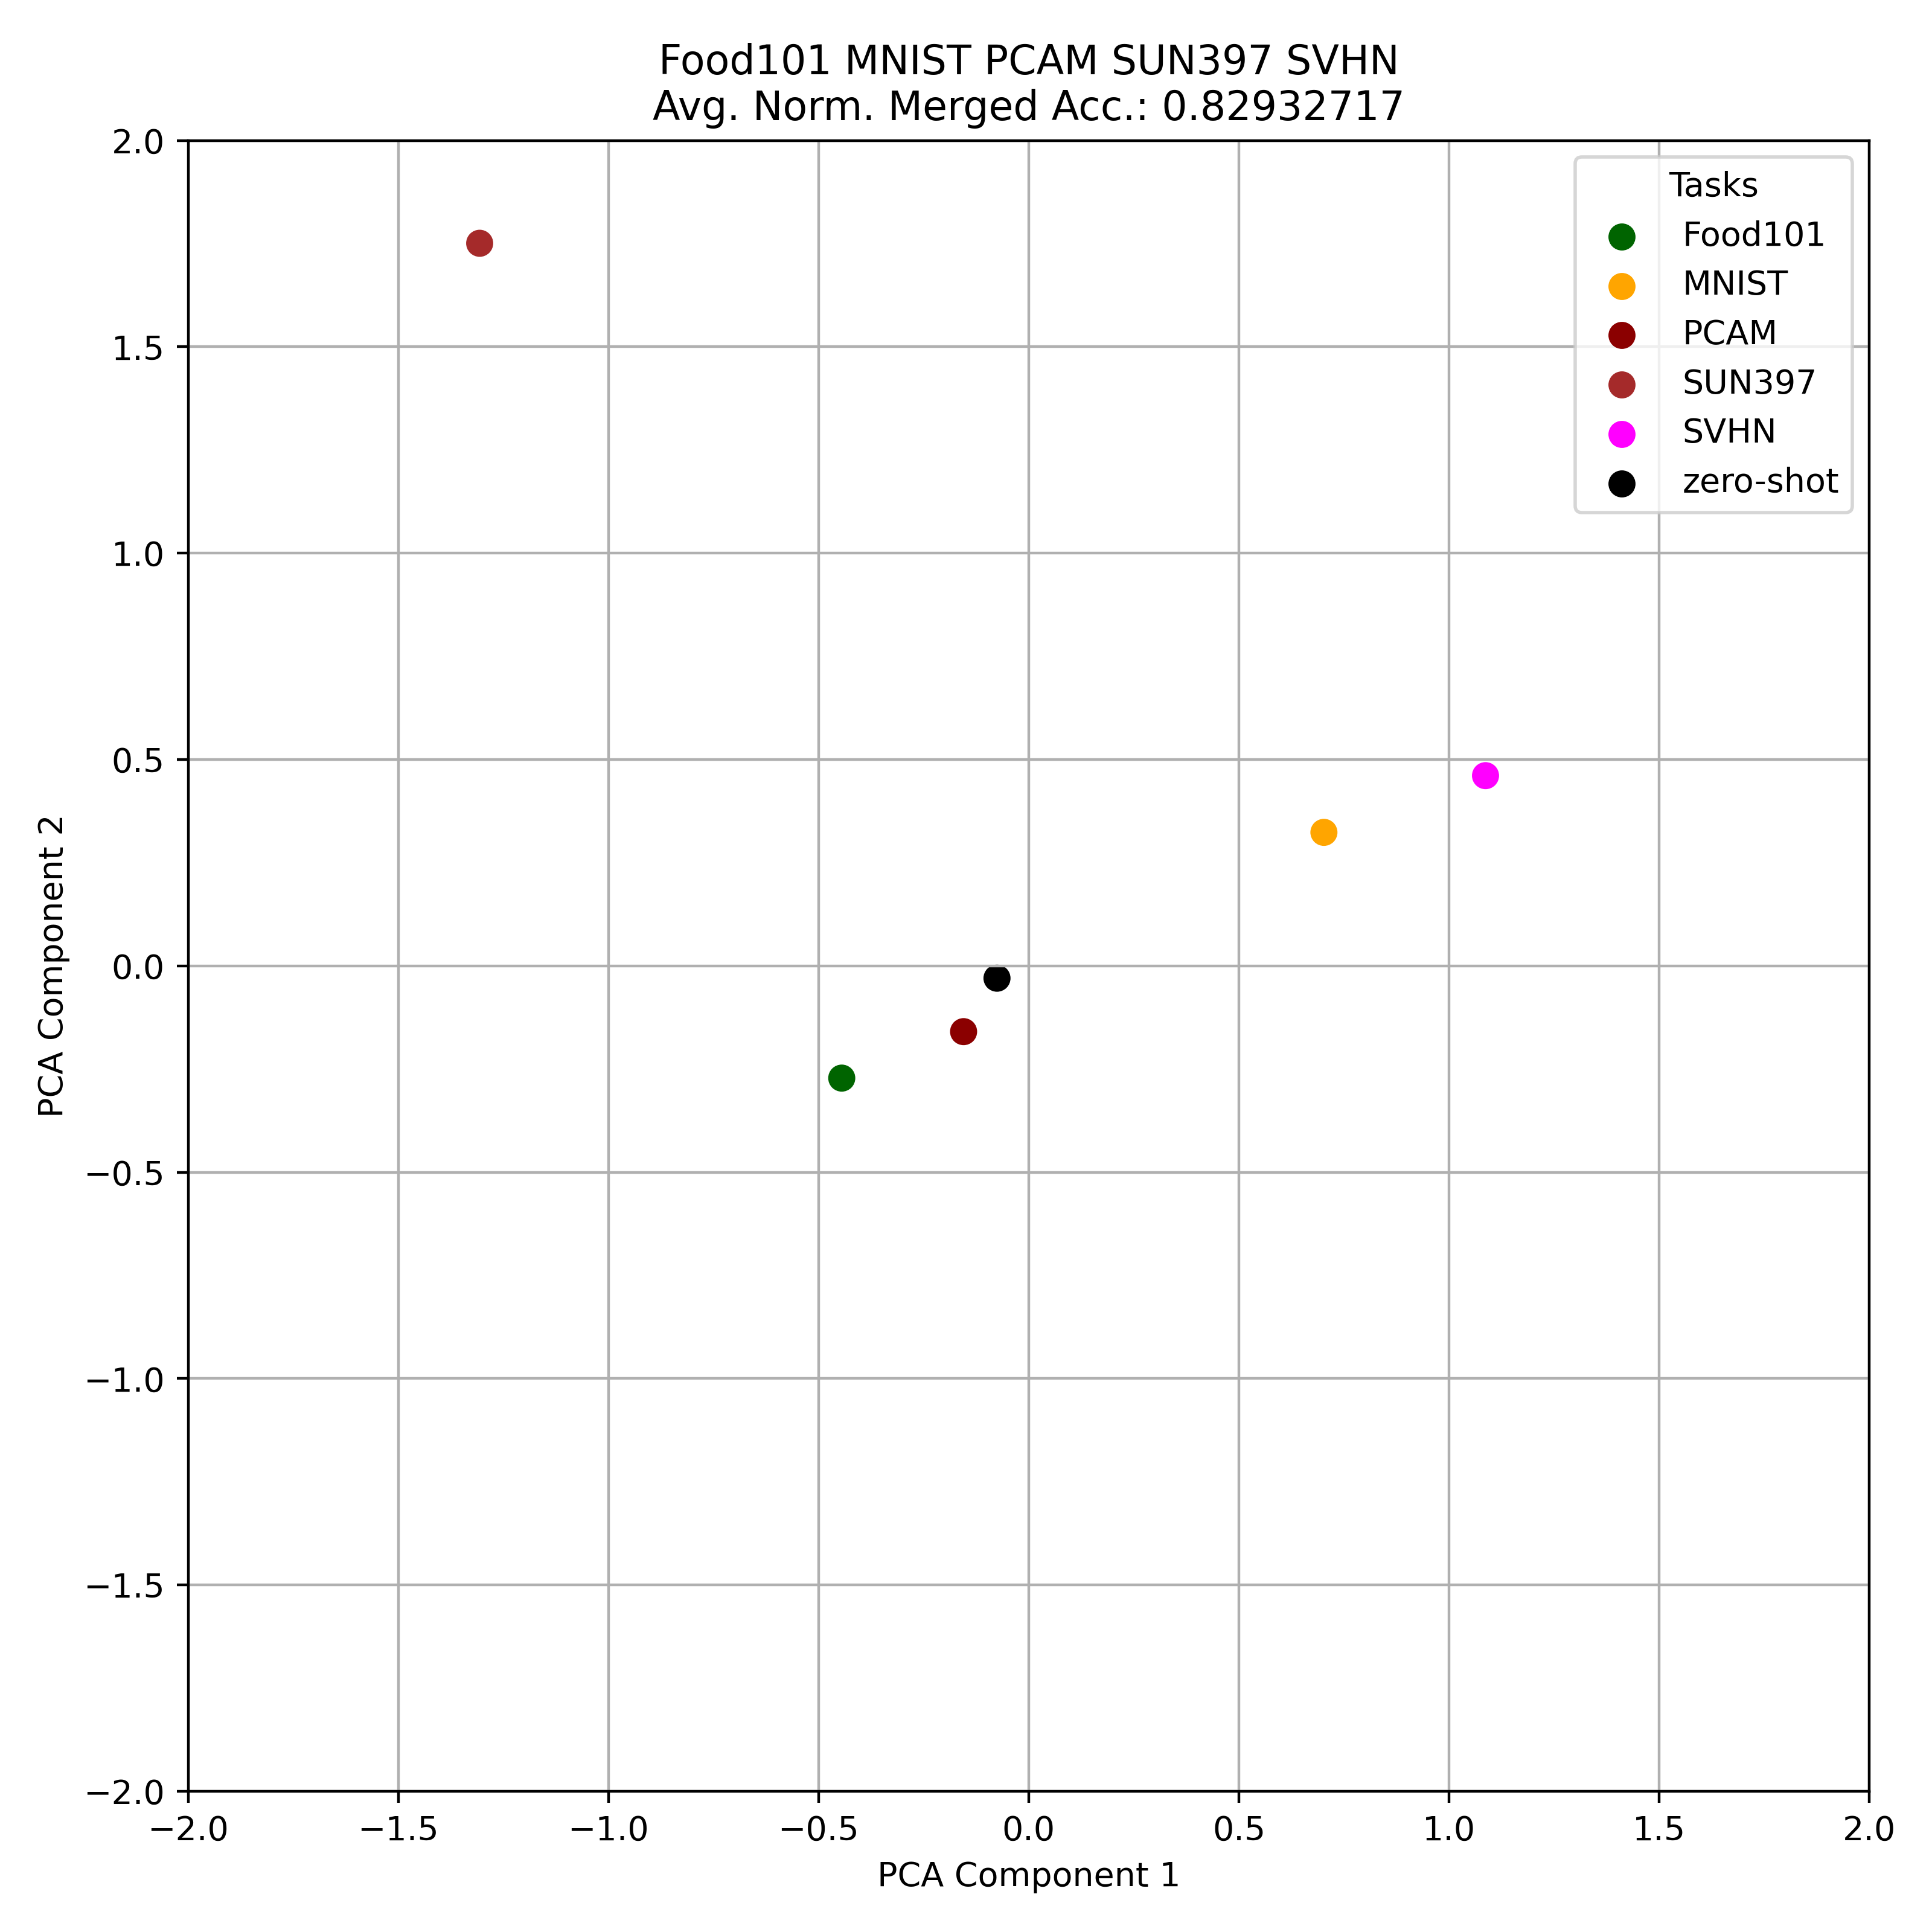 Food101 MNIST PCAM SUN397 SVHN
Avg. Norm. Merged Acc.: 0.82932717
Tasks
Food101
MNIST
PCAM
SUN397
SVHN
zero-shot
2.0
1.5
1.0
0.5
0.0
−0.5
−1.0
−1.5
−2.0
PCA Component 2
−2.0 −1.5 −1.0 −0.5 0.0 0.5 1.0 1.5 2.0
PCA Component 1